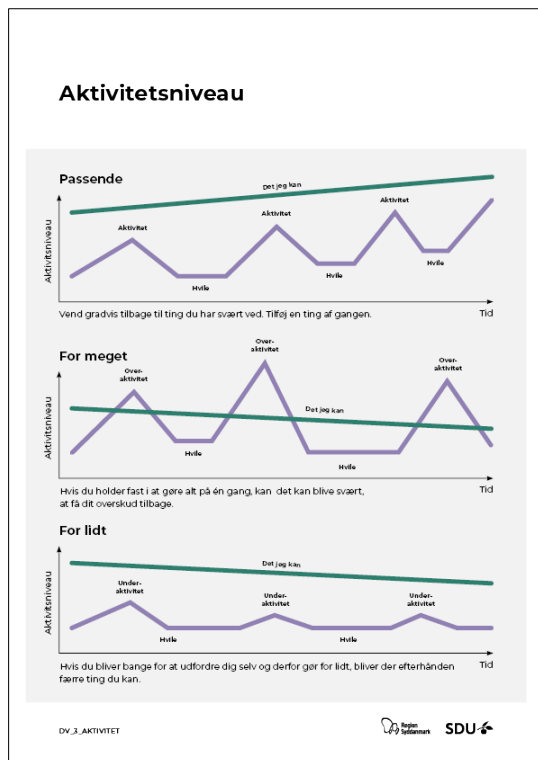 Aktivitetsniveau
Passende
Det jeg kan
Aktivitet
Aktivitet
Aktivitet
Hvile
Hvile
Hvile
Aktivitsniveau
Tid
Vend gradvis tilbage til ting du har svært ved. Tilføj en ting af gangen.
For meget
Over-
aktivitet
Over-
aktivitet
Over-
aktivitet
Det jeg kan
Hvile
Hvile
Aktivitsniveau
Tid
Hvis du holder fast i at gøre alt på én gang, kan det kan blive svært,
at få dit overskud tilbage.
For lidt
Det jeg kan
Under-
aktivitet
Under-
aktivitet
Under-
aktivitet
Hvile
Hvile
Aktivitsniveau
Tid
Hvis du bliver bange for at udfordre dig selv og derfor gør for lidt, bliver der efterhånden
færre ting du kan.
DV_3_AKTIVITET
Region
Syddanmark
SDU